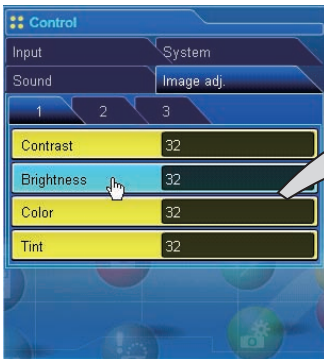 Control
Input System
Sound Image adj.
1 2 3
Contrast 32
Brightness 32
Color 32
Tint 32